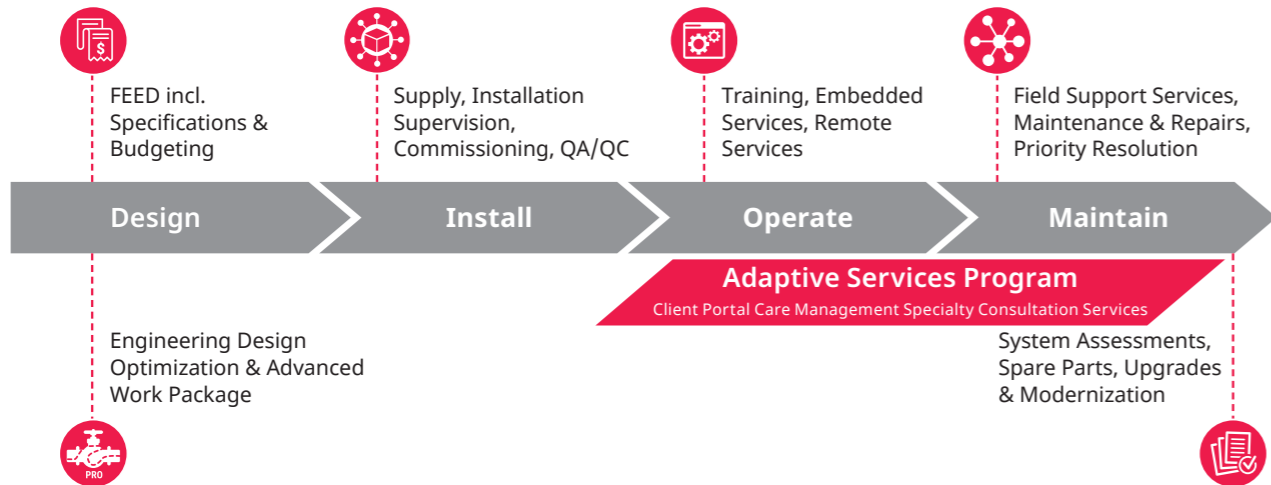 FEED incl.
Specifications &
Budgeting
Supply, Installation
Supervision,
Commissioning, QA/QC
Training, Embedded
Services, Remote
Services
Field Support Services,
Maintenance & Repairs,
Priority Resolution
Design
Install
Operate
Maintain
Adaptive Services Program
Client Portal Care Management Specialty Consultation Services
Engineering Design
Optimization & Advanced
Work Package
System Assessments,
Spare Parts, Upgrades
& Modernization
$
PRO